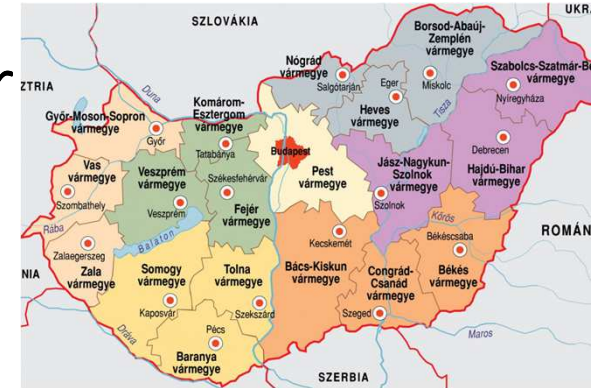 SZLOVÁKIA
UKR
Borsod-Abaúj-
Zemplén
vármegye
Nógrád
vármegye
Szabolcs-Szatmár-Be
vármegye
ZTRIA
Duna
Salgótarján
Eger
Miskolc
Nyíregyháza
Komárom-
Esztergom
vármegye
Heves
vármegye
Tisza
Győr-Moson-Sopron
vármegye
Győr
Tatabánya
Budapest
Debrecen
Vas
vármegye
Veszprém
vármegye
Székesfehérvár
Pest
vármegye
Jász-Nagykun-
Szolnok
vármegye
Hajdú-Bihar
vármegye
Szombathely
Veszprém
Fejér
vármegye
Szolnok
Rába
Balaton
Kecskemét
Körös
Békéscsaba
ROMÁN
Zalaegerszeg
NIA
Zala
vármegye
Somogy
vármegye
Tolna
vármegye
Bács-Kiskun
vármegye
Congrád-
Csanád
vármegye
Békés
vármegye
Kaposvár
Szekszárd
Szeged
Dráva
Pécs
Maros
Baranya
vármegye
SZERBIA